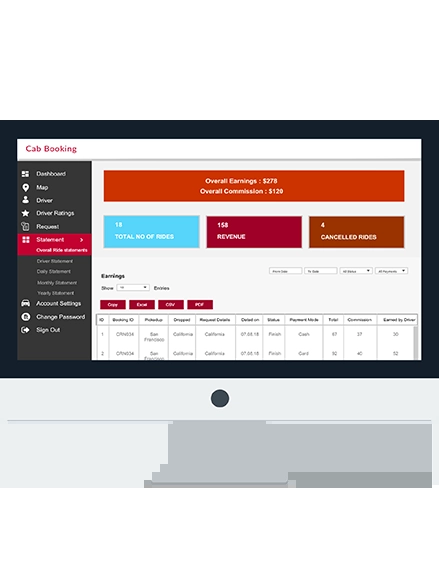 Cab Booking
Dashboard
Map
Driver
Driver Ratings
Request
Statement >
Overall Ride statements
Driver Statement
Daily Statement
Monthly Statement
Yearly Statement
Account Settings
Change Password
Sign Out
Overall Earnings : $278
Overall Commission : $120
18
TOTAL NO OF RIDES
158
REVENUE
4
CANCELLED RIDES
From Date
To Date
All Status
All Payments
Earnings
Show 10 Entries
Copy Excel CSV PDF
ID Booking ID Pickedup Dropped Request Details Dated on Status Payment Mode Total Commission Earned by Driver
1 CRN034 San Francisco California California 07.08.18 Finish Cash 67 37 30
2 CRN034 San Francisco California California 07.08.18 Finish Card 92 40 52